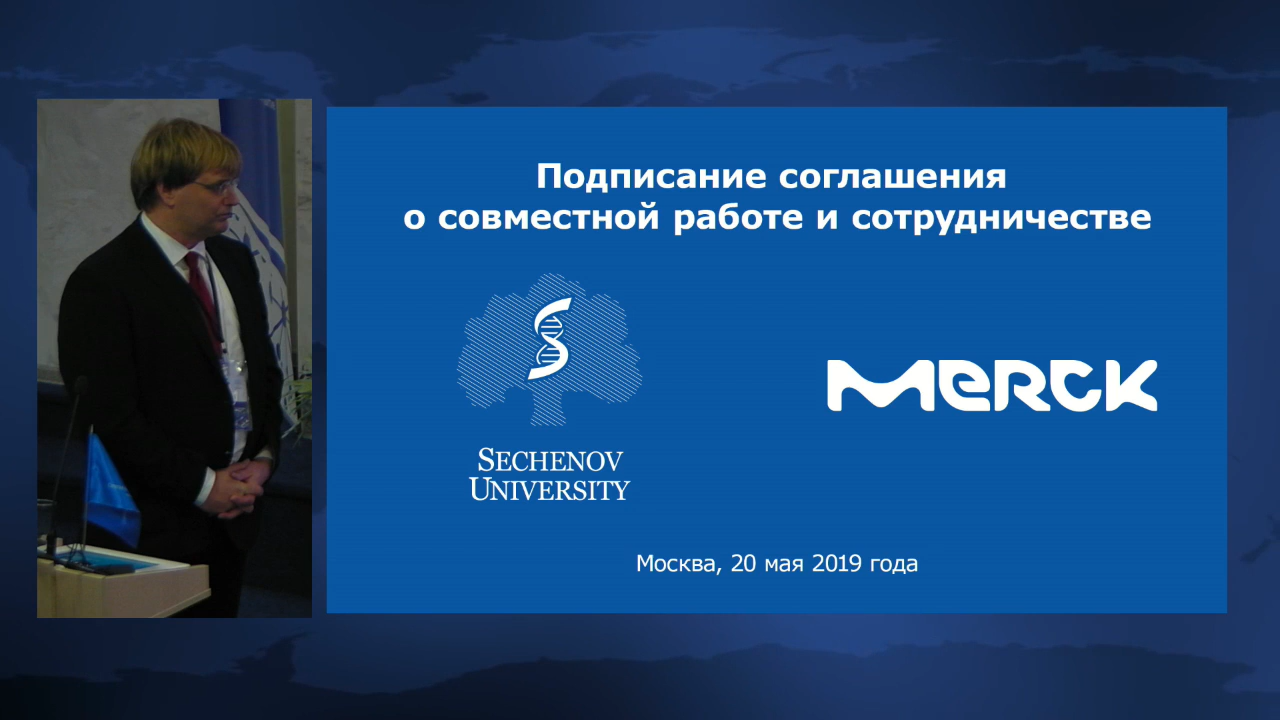 Подписание соглашения
о совместной работе и сотрудничестве
SECHENOV
UNIVERSITY
MERCK
Москва, 20 мая 2019 года